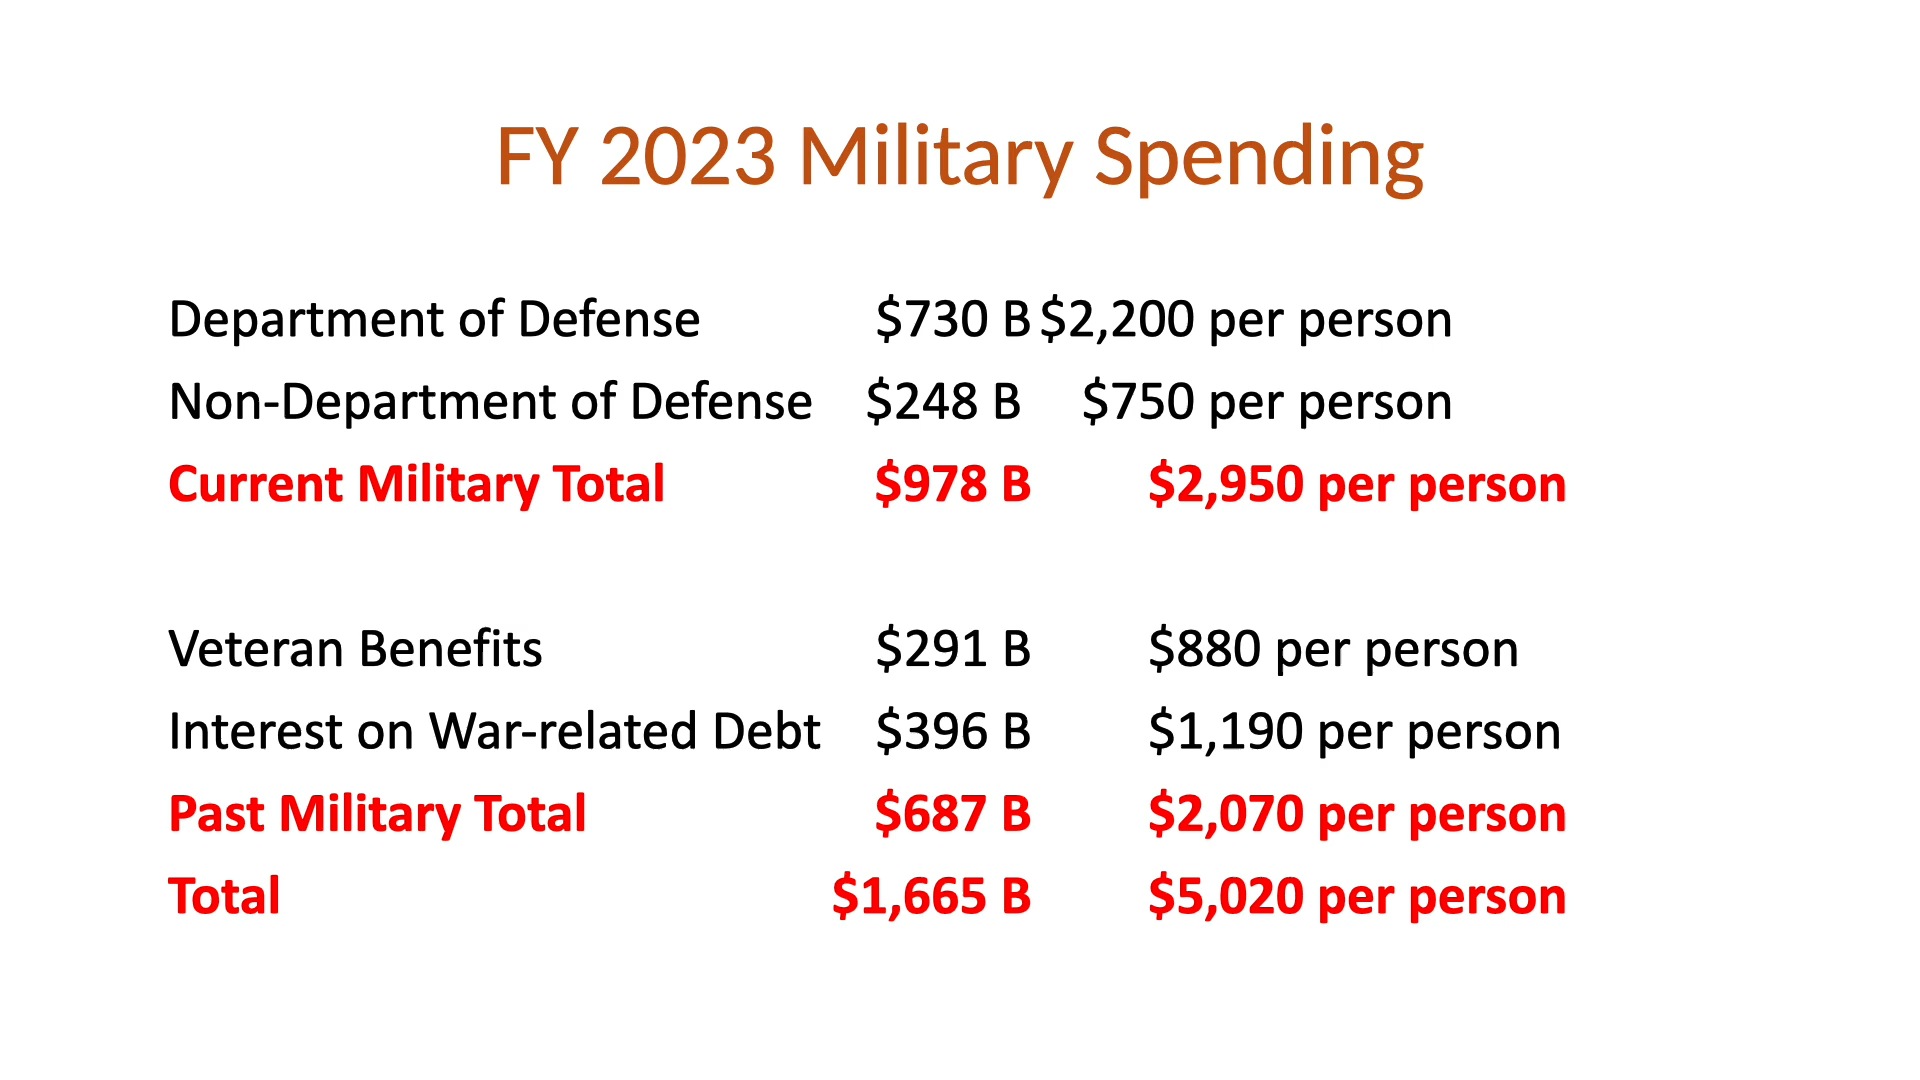 FY 2023 Military Spending
Department of Defense $730 B $2,200 per person
Non-Department of Defense $248 B $750 per person
Current Military Total $978 B $2,950 per person
Veteran Benefits $291 B $880 per person
Interest on War-related Debt $396 B $1,190 per person
Past Military Total $687 B $2,070 per person
Total $1,665 B $5,020 per person